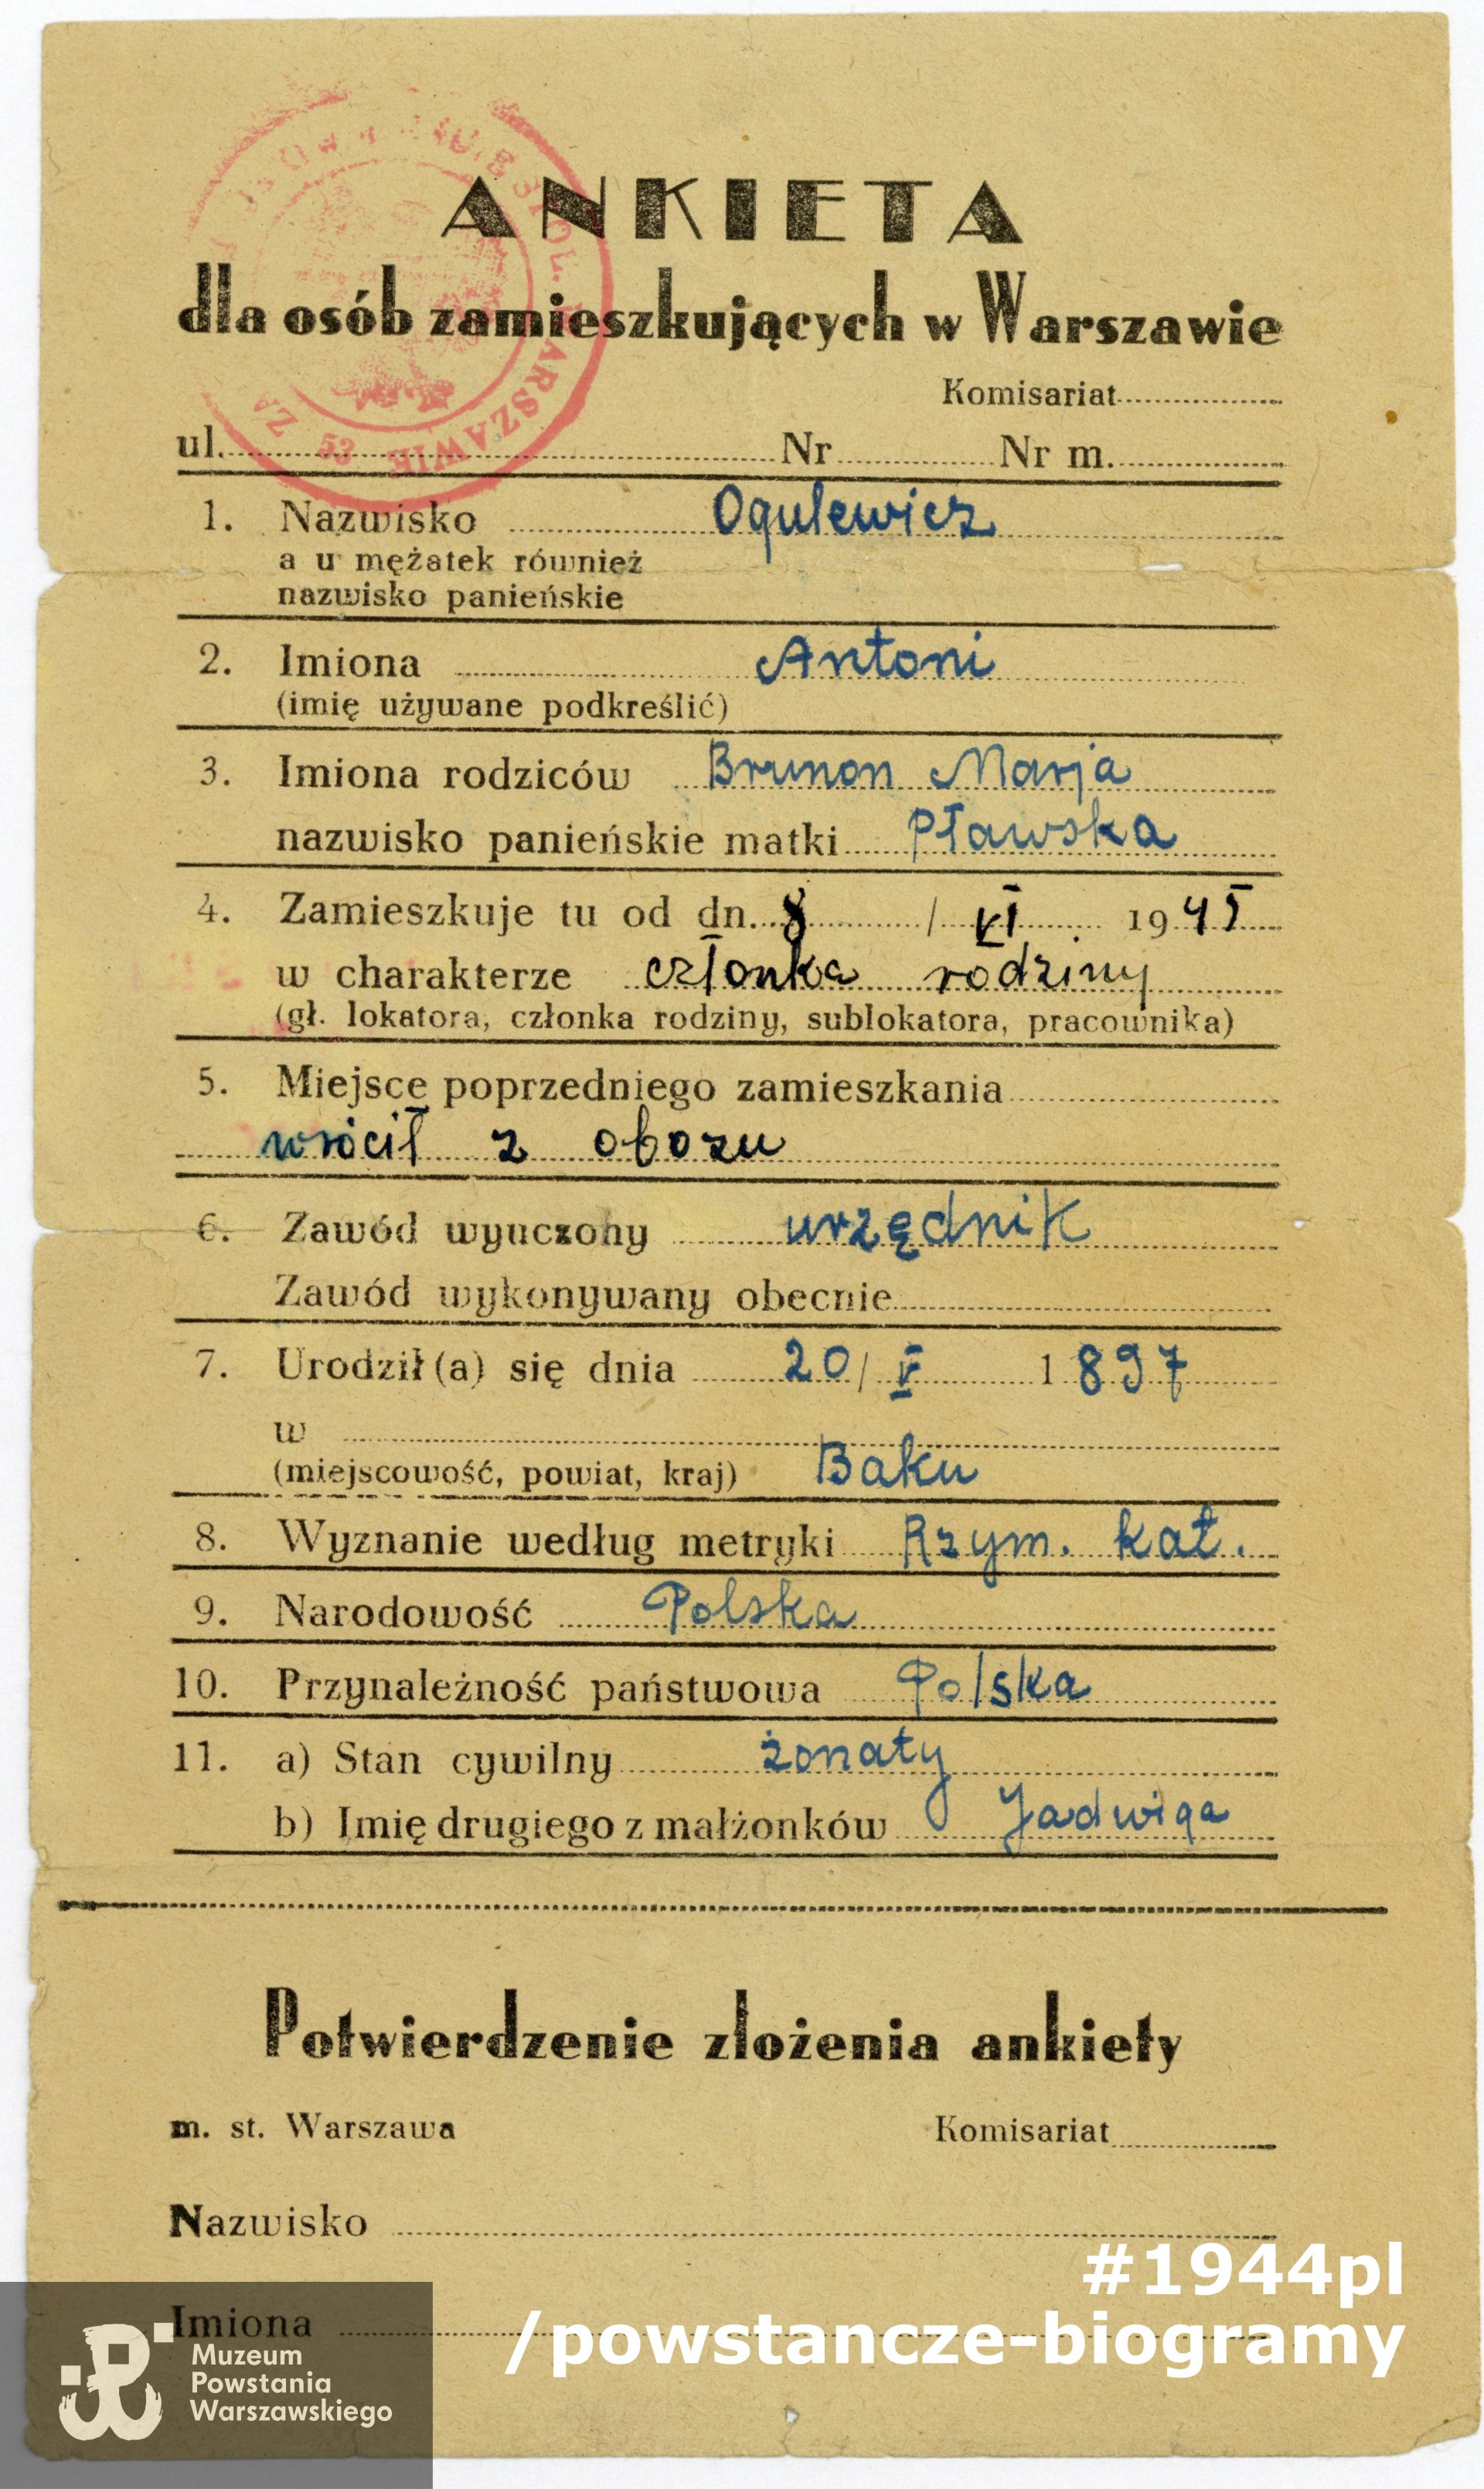 ANKIETA
dla osób zamieszkujących w Warszawie
Komisariat
ul. Nr Nr m.
1. Nazwisko Ogulewicz
a u mężatek również
nazwisko panieńskie
2. Imiona Antoni
(imię używane podkreślić)
3. Imiona rodziców Brunon Marja
nazwisko panieńskie matki Pławska
4. Zamieszkuje tu od dn. 8 / VI 1945
w charakterze członka rodziny
(gł. lokatora, członka rodziny, sublokatora, pracownika)
5. Miejsce poprzedniego zamieszkania
wrócił z obozu
6. Zawód wyuczony urzędnik
Zawód wykonywany obecnie
7. Urodził(a) się dnia 20/ V 1897
w
(miejscowość, powiat, kraj) Baku
8. Wyznanie według metryki Rzym. kat.
9. Narodowość Polska
10. Przynależność państwowa Polska
11. a) Stan cywilny żonaty
b) Imię drugiego z małżonków Jadwiga
Potwierdzenie złożenia ankiety
m. st. Warszawa Komisariat
Nazwisko
Imiona
#1944pl
/powstancze-biogramy
Muzeum
Powstania
Warszawskiego
WARSZAWIE
53
ZA